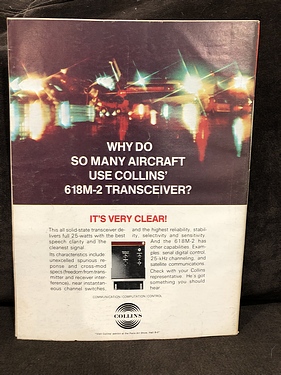 WHY DO
SO MANY AIRCRAFT
USE COLLINS'
618M-2 TRANSCEIVER?
IT'S VERY CLEAR!
This all solid-state transceiver de-
livers full 25-watts with the best
speech clarity and the
cleanest signal.
Its characteristics include
unexcelled spurious re-
sponse and cross-mod
specs (freedom from trans-
mitter and receiver inter-
ference), near instantan-
eous channel switches,
and the highest reliability, stabil-
ity, selectivity and sensitivity.
And the 618M-2 has
other capabilities. Exam-
ples: serial digital control,
25-kHz channeling, and
satellite communications.
Check with your Collins
representative. He's got
something you should
hear.
COMMUNICATION / COMPUTATION / CONTROL
COLLINS